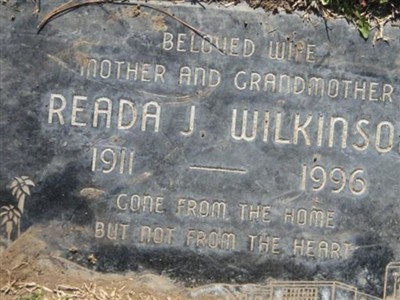 BELOVED WIFE
MOTHER AND GRANDMOTHER
READA J. WILKINSO
1911 — 1996
GONE FROM THE HOME
BUT NOT FROM THE HEART